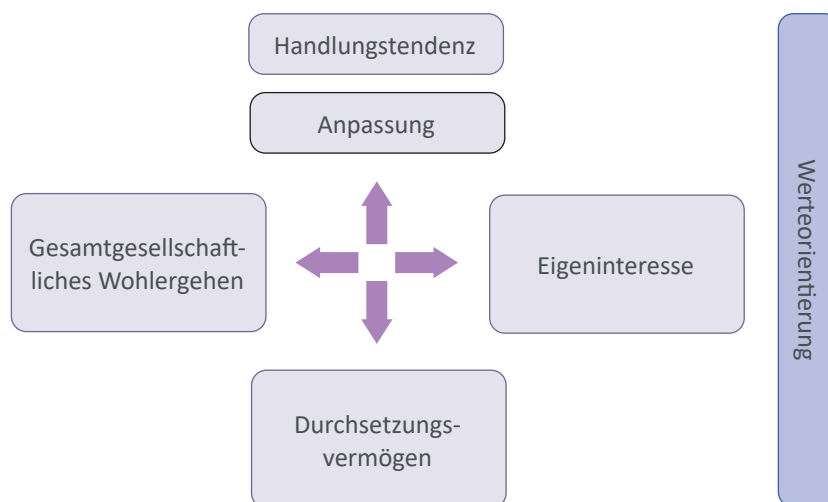 Handlungstendenz
Anpassung
Gesamtgesellschaft-
liches Wohlergehen
Eigeninteresse
Durchsetzungs-
vermögen
Werteorientierung